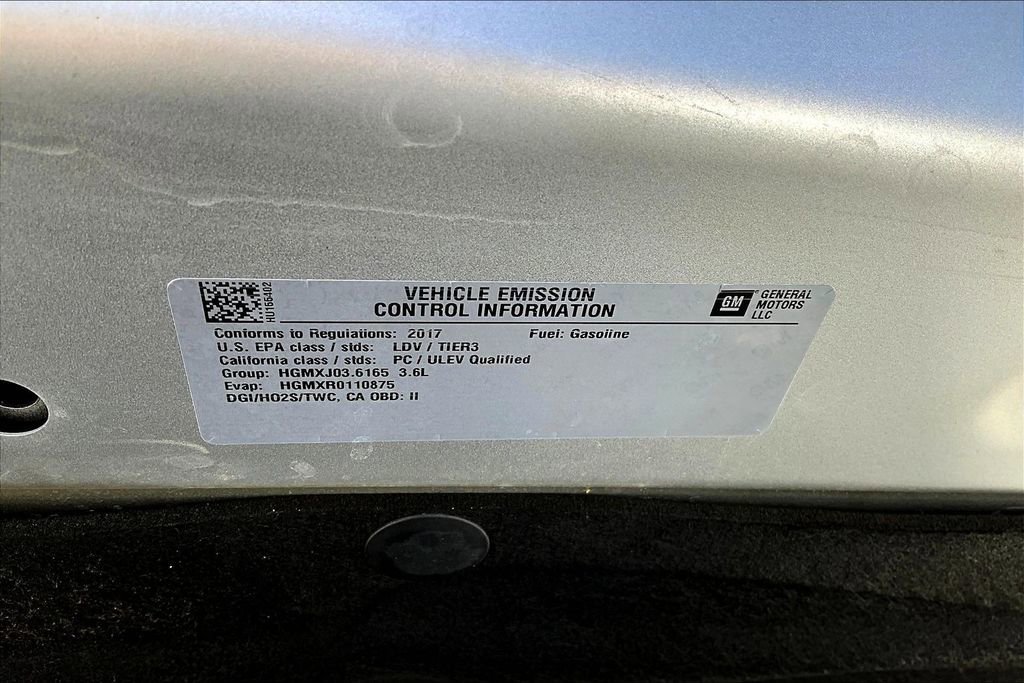 HU166402
VEHICLE EMISSION
CONTROL INFORMATION
GM
GENERAL
MOTORS
LLC
Conforms to Regulations: 2017 Fuel: Gasoline
U.S. EPA class / stds: LDV / TIER3
California class / stds: PC / ULEV Qualified
Group: HGMXJ03.6165 3.6L
Evap: HGMXR0110875
DGI/HO2S/TWC, CA OBD: II